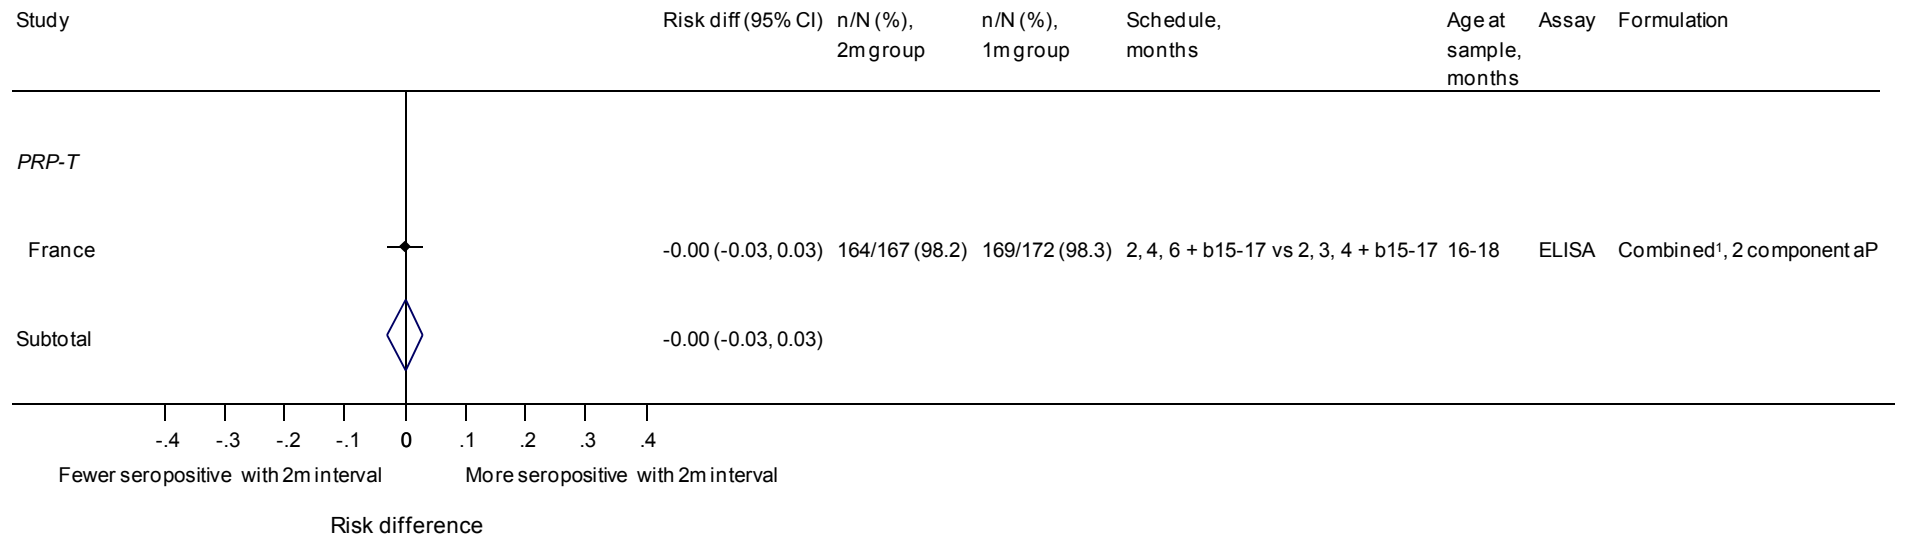 Study Risk diff (95% CI) n/N (%), n/N (%), Schedule, Age at Assay Formulation
2m group 1m group months sample,
months
PRP-T
France -0.00 (-0.03, 0.03) 164/167 (98.2) 169/172 (98.3) 2, 4, 6 + b15-17 vs 2, 3, 4 + b15-17 16-18 ELISA Combined¹, 2 component aP
Subtotal -0.00 (-0.03, 0.03)
-.4 -.3 -.2 -.1 0 .1 .2 .3 .4
Fewer seropositive with 2m interval More seropositive with 2m interval
Risk difference